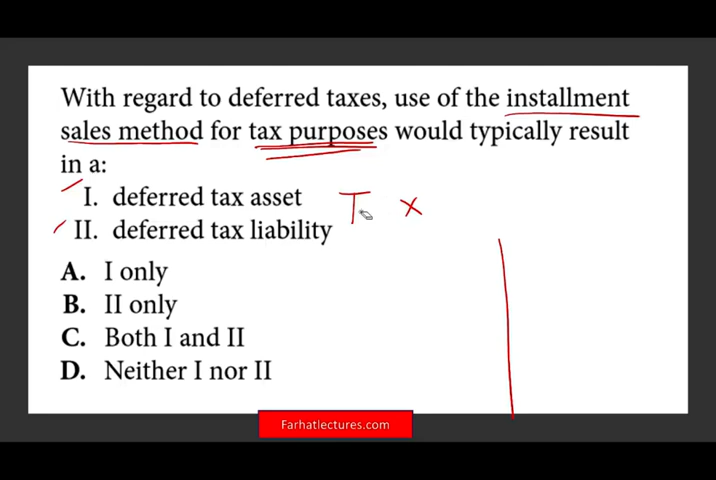 With regard to deferred taxes, use of the installment
sales method for tax purposes would typically result
in a:
I. deferred tax asset
II. deferred tax liability
T x
A. I only
B. II only
C. Both I and II
D. Neither I nor II
Farhatlectures.com